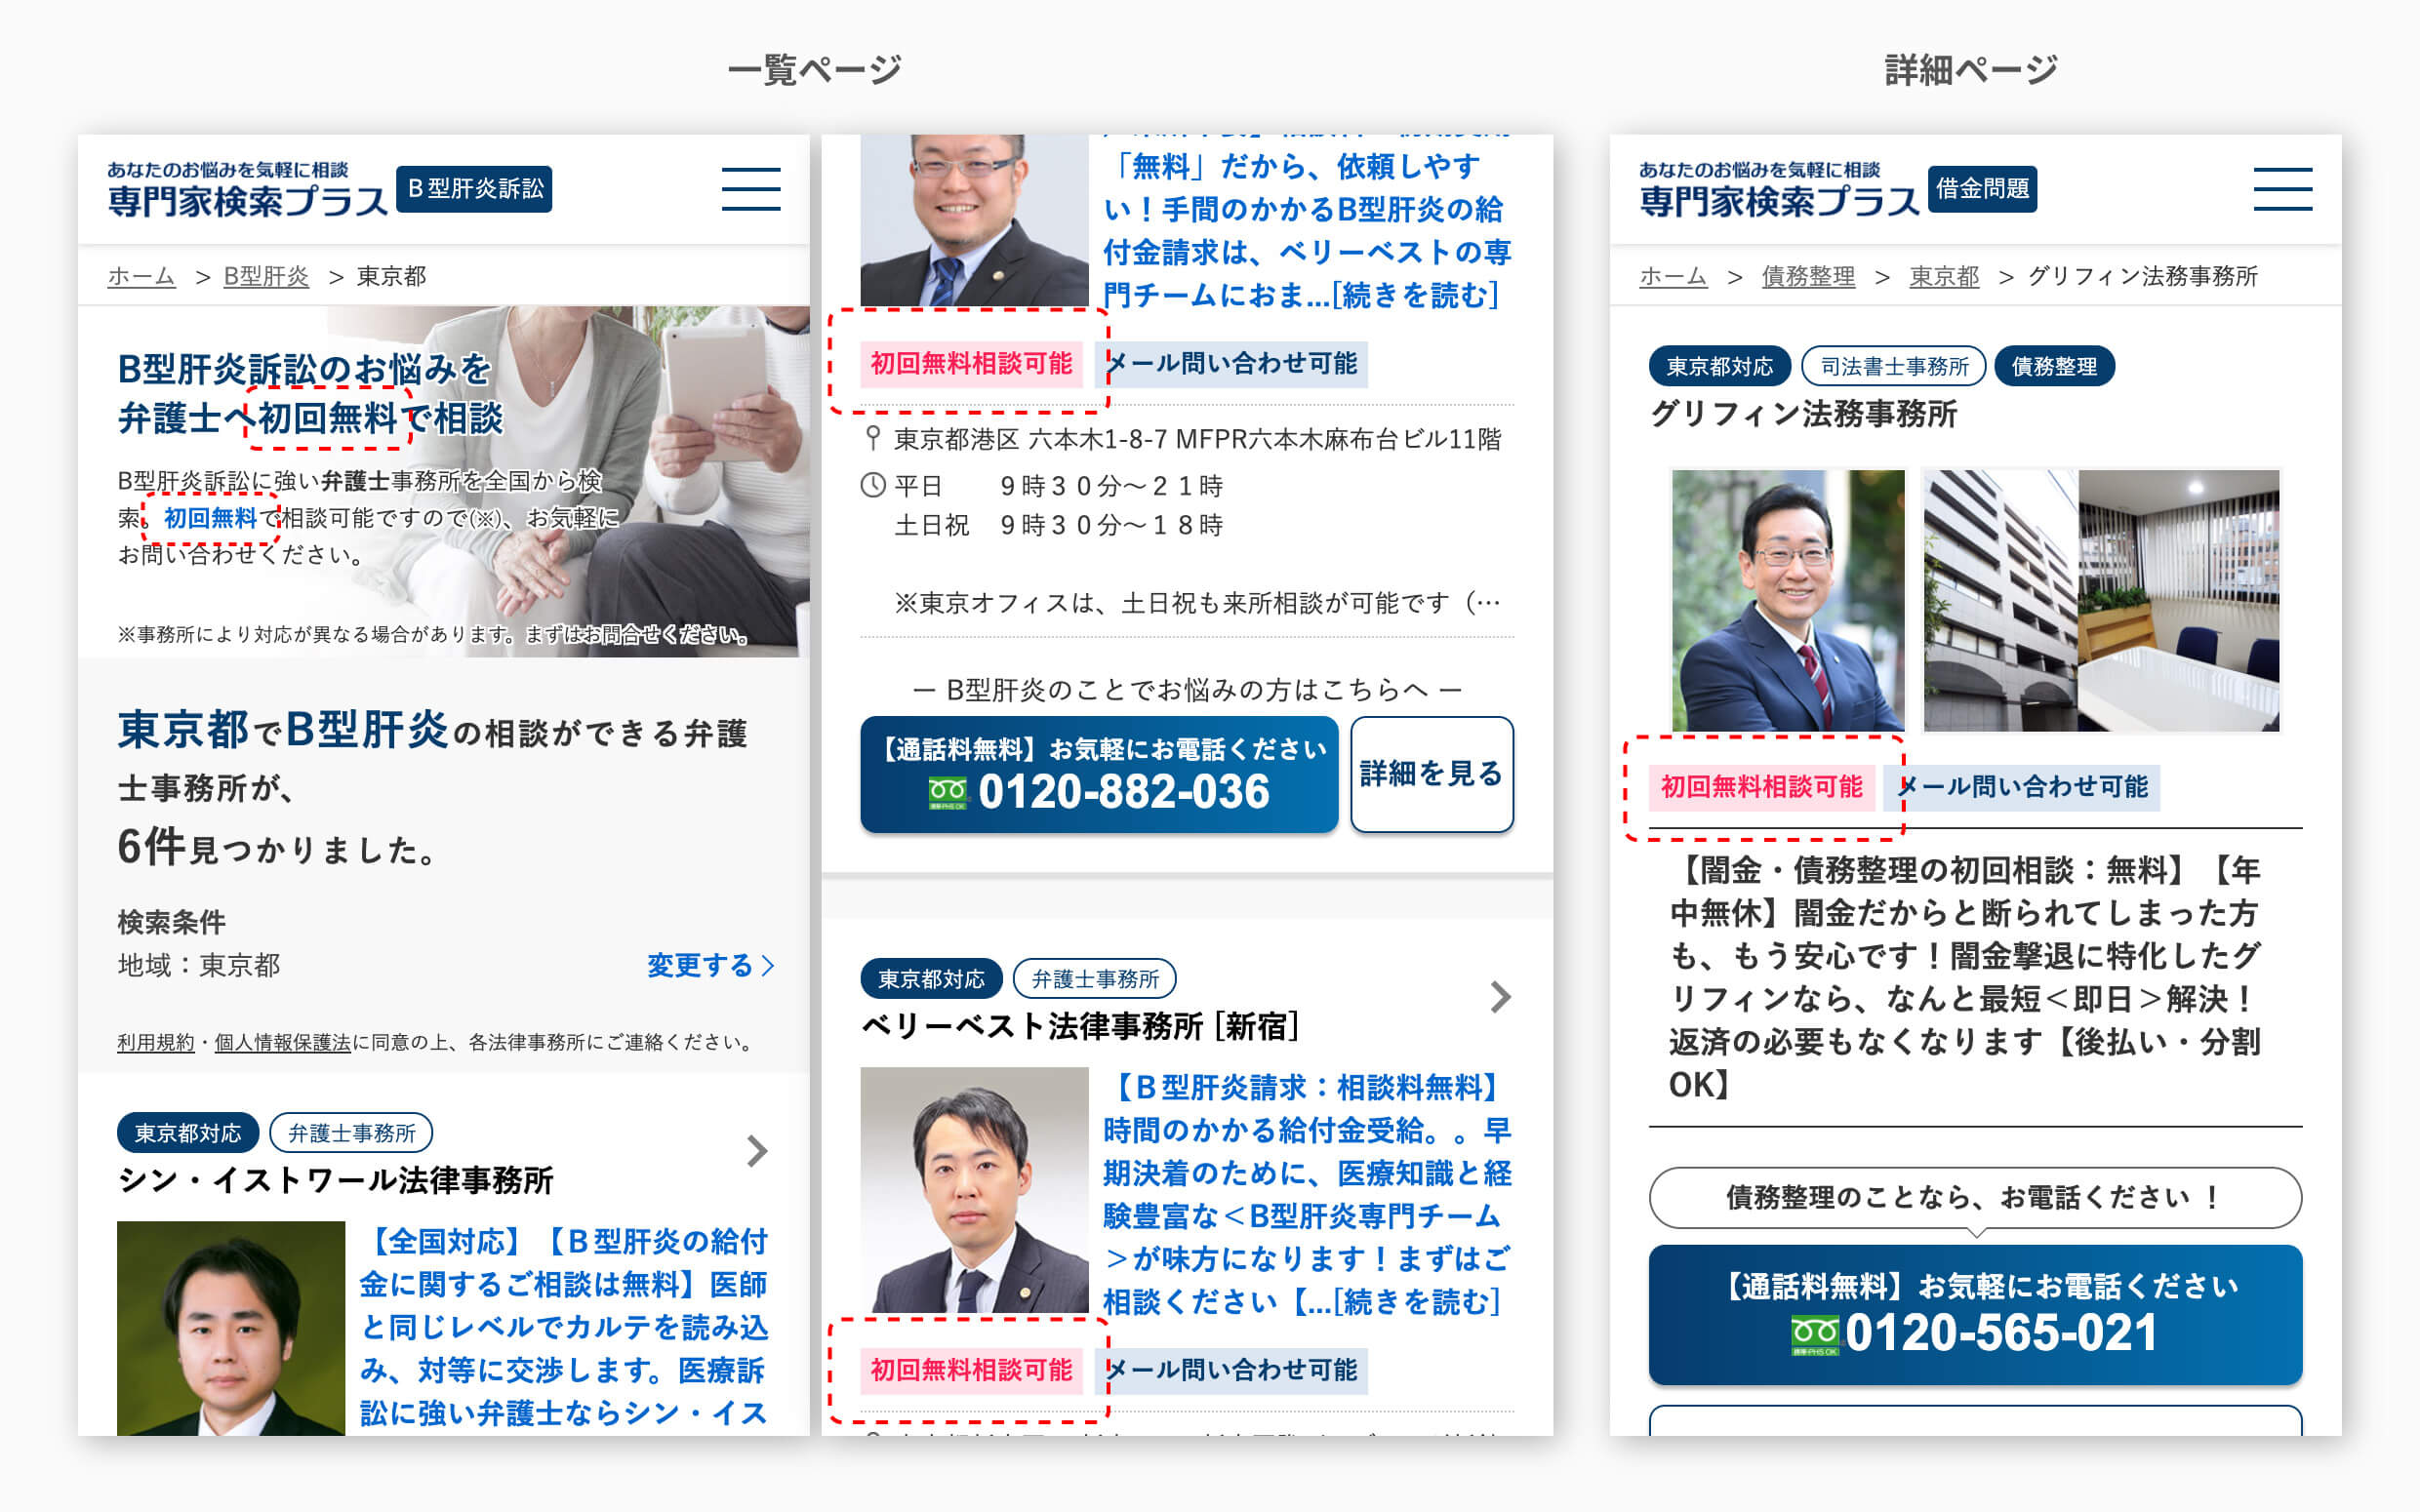 一覧ページ
詳細ページ
あなたのお悩みを気軽に相談
専門家検索プラス
B型肝炎訴訟
ホーム > B型肝炎 > 東京都
B型肝炎訴訟のお悩みを
弁護士へ初回無料で相談
B型肝炎訴訟に強い弁護士事務所を全国から検
索。初回無料で相談可能ですので(※)、お気軽に
お問い合わせください。
※事務所により対応が異なる場合があります。まずはお問合せください。
東京都でB型肝炎の相談ができる弁護
士事務所が、
6件見つかりました。
検索条件
地域：東京都
変更する
利用規約・個人情報保護法に同意の上、各法律事務所にご連絡ください。
東京都対応 弁護士事務所
シン・イストワール法律事務所
【全国対応】【Ｂ型肝炎の給付
金に関するご相談は無料】医師
と同じレベルでカルテを読み込
み、対等に交渉します。医療訴
訟に強い弁護士ならシン・イス
「無料」だから、依頼しやす
い！手間のかかるB型肝炎の給
付金請求は、ベリーベストの専
門チームにおま...[続きを読む]
初回無料相談可能 メール問い合わせ可能
東京都港区 六本木1-8-7 MFPR六本木麻布台ビル11階
平日　　９時３０分～２１時
土日祝　９時３０分～１８時
※東京オフィスは、土日祝も来所相談が可能です（…
ー B型肝炎のことでお悩みの方はこちらへ ー
【通話料無料】お気軽にお電話ください
0120-882-036
詳細を見る
東京都対応 弁護士事務所
ベリーベスト法律事務所 [新宿]
【Ｂ型肝炎請求：相談料無料】
時間のかかる給付金受給。。早
期決着のために、医療知識と経
験豊富な＜B型肝炎専門チーム
＞が味方になります！まずはご
相談ください【...[続きを読む]
初回無料相談可能 メール問い合わせ可能
あなたのお悩みを気軽に相談
専門家検索プラス
借金問題
ホーム > 債務整理 > 東京都 > グリフィン法務事務所
東京都対応 司法書士事務所 債務整理
グリフィン法務事務所
初回無料相談可能 メール問い合わせ可能
【闇金・債務整理の初回相談：無料】【年
中無休】闇金だからと断られてしまった方
も、もう安心です！闇金撃退に特化したグ
リフィンなら、なんと最短＜即日＞解決！
返済の必要もなくなります【後払い・分割
OK】
債務整理のことなら、お電話ください ！
【通話料無料】お気軽にお電話ください
0120-565-021